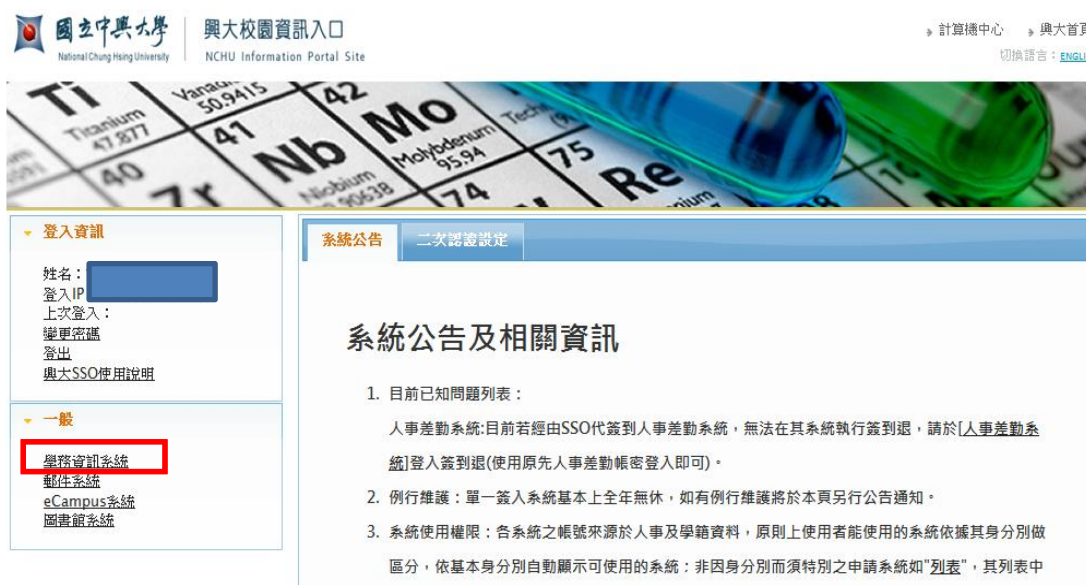 國立中興大學
National Chung Hsing University
興大校園資訊入口
NCHU Information Portal Site
計算機中心
興大首頁
切換語言：ENGLI
Ti
Titanium
47.877
Vanadium
50.9415
40
Zr
41
Nb
Niobium
42
Mo
Molybdenum
95.94
74
75
Re
登入資訊
姓名：
登入IP
上次登入：
變更密碼
登出
興大SSO使用說明
一般
學務資訊系統
郵件系統
eCampus系統
圖書館系統
系統公告
二次認證設定
系統公告及相關資訊
1. 目前已知問題列表：
人事差勤系統:目前若經由SSO代簽到人事差勤系統，無法在其系統執行簽到退，請於[人事差勤系
統]登入簽到退(使用原先人事差勤帳密登入即可)。
2. 例行維護：單一簽入系統基本上全年無休，如有例行維護將於本頁另行公告通知。
3. 系統使用權限：各系統之帳號來源於人事及學籍資料，原則上使用者能使用的系統依據其身分別做
區分，依基本身分別自動顯示可使用的系統；非因身分別而須特別之申請系統如"列表"，其列表中